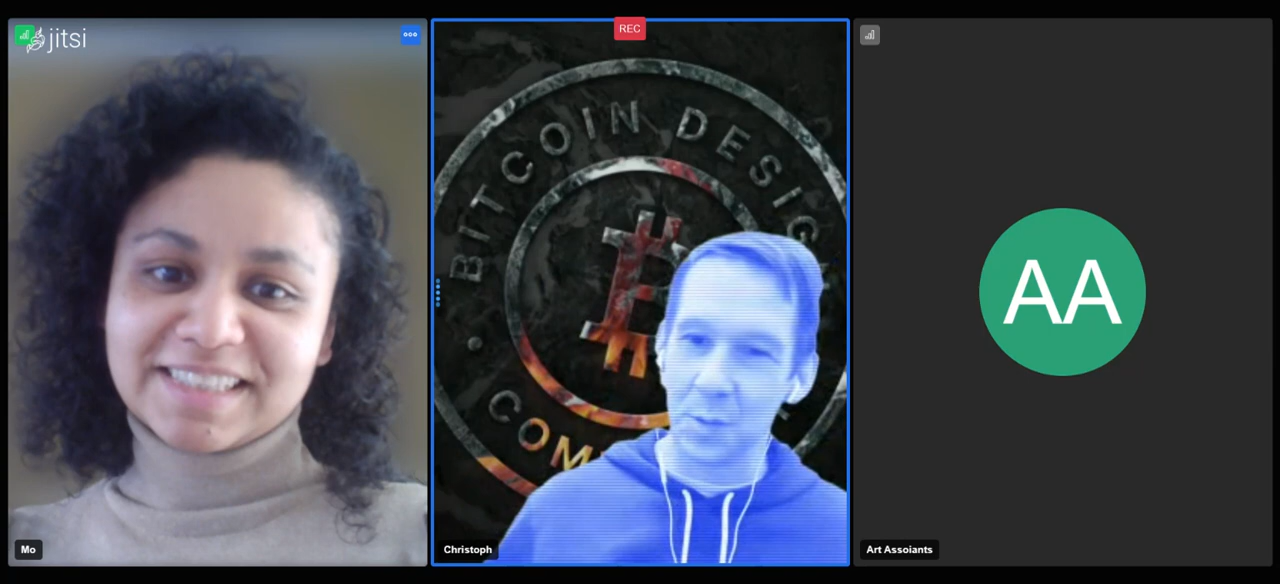 jitsi
REC
BITCOIN DESIG
COM
AA
Mo
Christoph
Art Assoiants